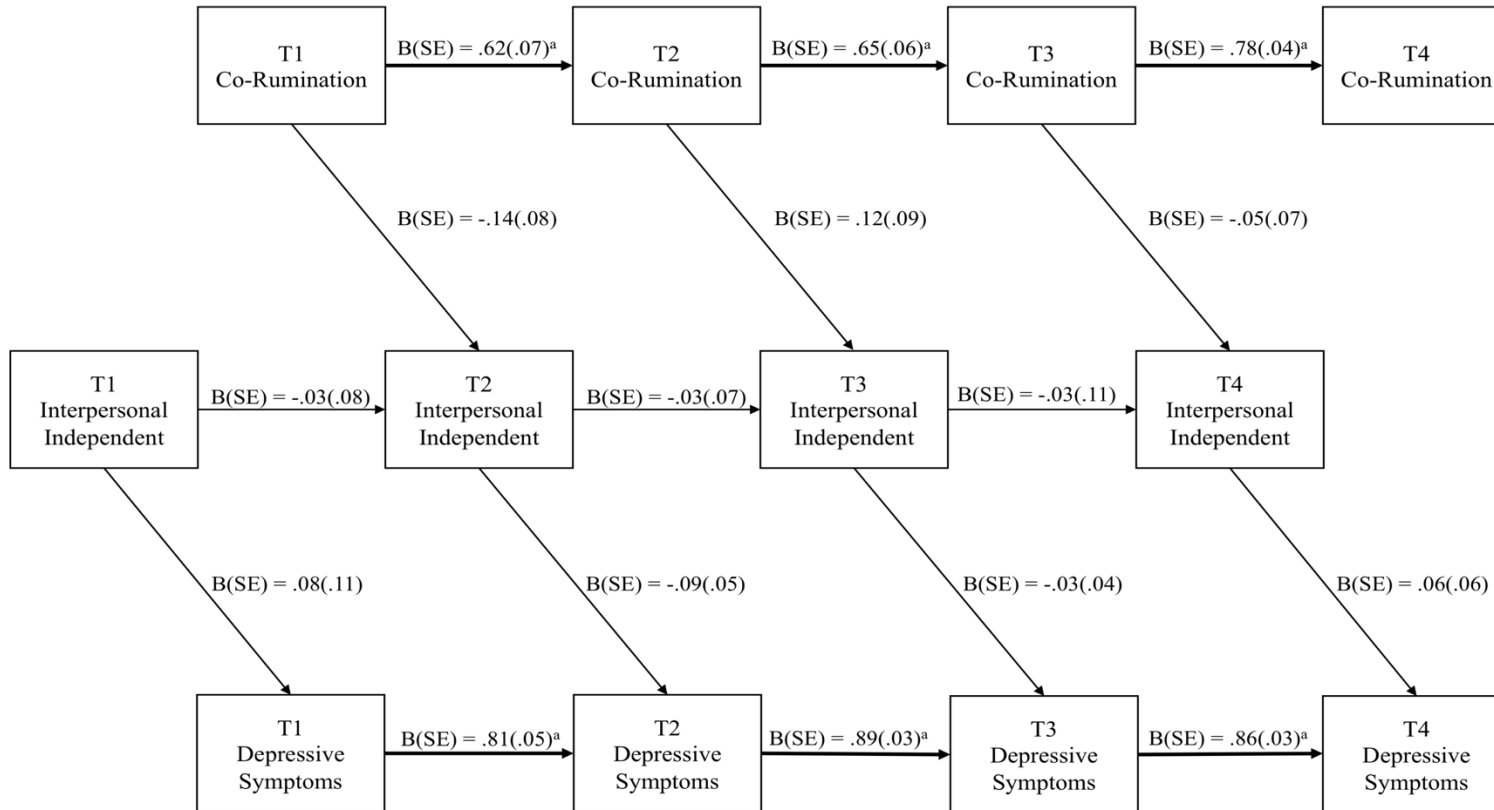 T1
Co-Rumination
B(SE) = .62(.07)ᵃ
T2
Co-Rumination
B(SE) = .65(.06)ᵃ
T3
Co-Rumination
B(SE) = .78(.04)ᵃ
T4
Co-Rumination
B(SE) = -.14(.08)
B(SE) = .12(.09)
B(SE) = -.05(.07)
T1
Interpersonal
Independent
B(SE) = -.03(.08)
T2
Interpersonal
Independent
B(SE) = -.03(.07)
T3
Interpersonal
Independent
B(SE) = -.03(.11)
T4
Interpersonal
Independent
B(SE) = .08(.11)
B(SE) = -.09(.05)
B(SE) = -.03(.04)
B(SE) = .06(.06)
T1
Depressive
Symptoms
B(SE) = .81(.05)ᵃ
T2
Depressive
Symptoms
B(SE) = .89(.03)ᵃ
T3
Depressive
Symptoms
B(SE) = .86(.03)ᵃ
T4
Depressive
Symptoms